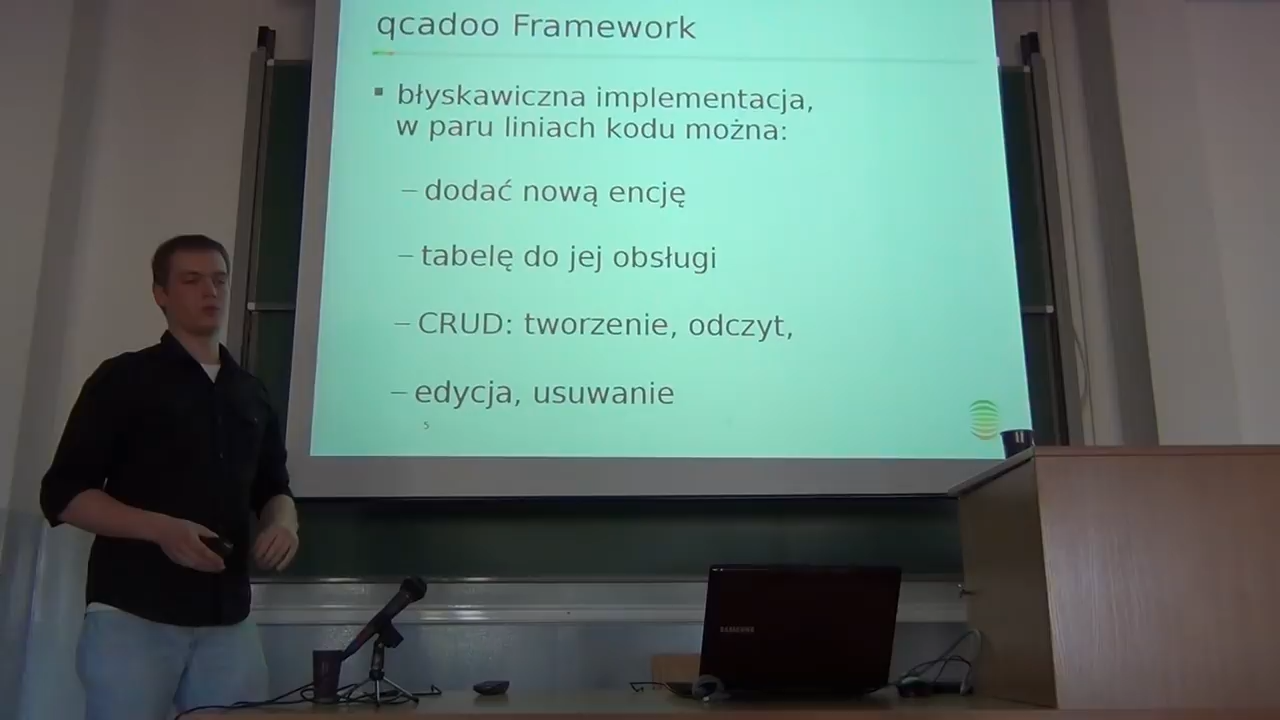 qcadoo Framework
▪ błyskawiczna implementacja,
w paru liniach kodu można:
– dodać nową encję
– tabelę do jej obsługi
– CRUD: tworzenie, odczyt,
– edycja, usuwanie
5
SAMSUNG